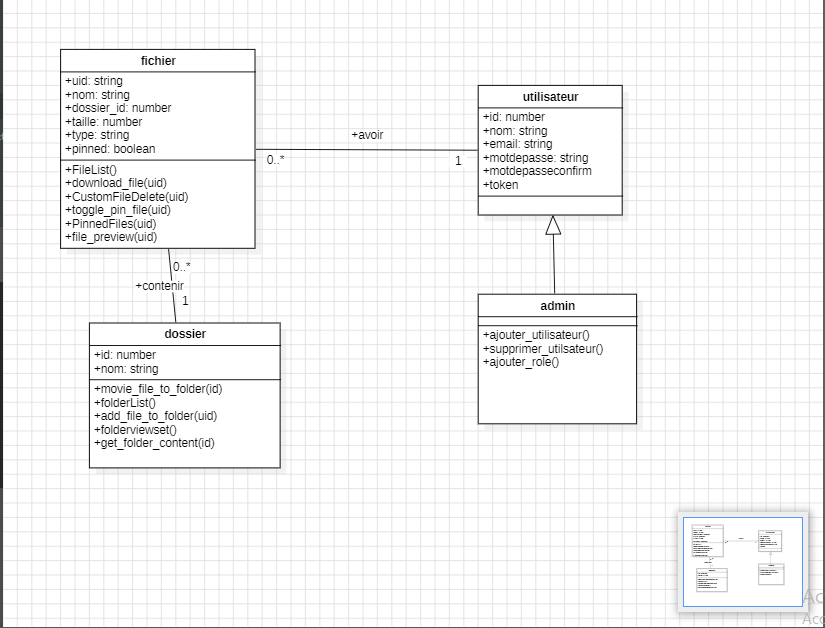 fichier
+uid: string
+nom: string
+dossier_id: number
+taille: number
+type: string
+pinned: boolean
+FileList()
+download_file(uid)
+CustomFileDelete(uid)
+toggle_pin_file(uid)
+PinnedFiles(uid)
+file_preview(uid)
+avoir
0..*
1
utilisateur
+id: number
+nom: string
+email: string
+motdepasse: string
+motdepasseconfirm
+token
0..*
+contenir
1
dossier
+id: number
+nom: string
+movie_file_to_folder(id)
+folderList()
+add_file_to_folder(uid)
+folderviewset()
+get_folder_content(id)
admin
+ajouter_utilisateur()
+supprimer_utilsateur()
+ajouter_role()